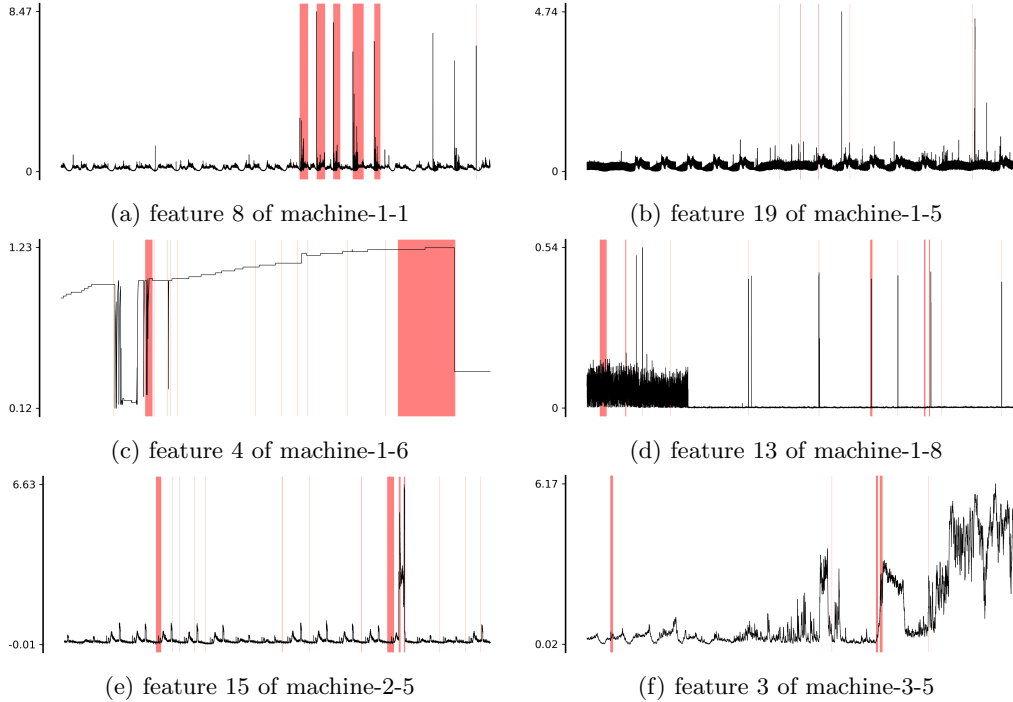 8.47
0
(a) feature 8 of machine-1-1
4.74
0
(b) feature 19 of machine-1-5
1.23
0.12
(c) feature 4 of machine-1-6
0.54
0
(d) feature 13 of machine-1-8
6.63
-0.01
(e) feature 15 of machine-2-5
6.17
0.02
(f) feature 3 of machine-3-5